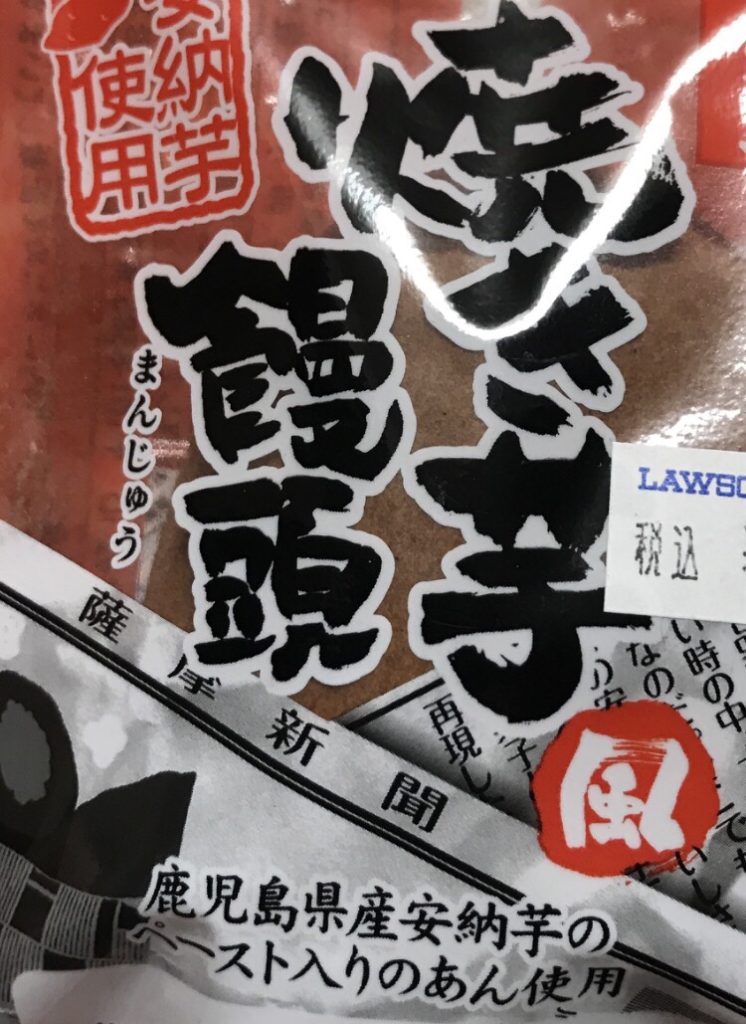 安納芋
使用
焼き芋
風
饅頭
まんじゅう
LAWSO
税込
薩摩新聞
い時の中
なのに
再現し
鹿児島県産安納芋の
ペースト入りのあん使用